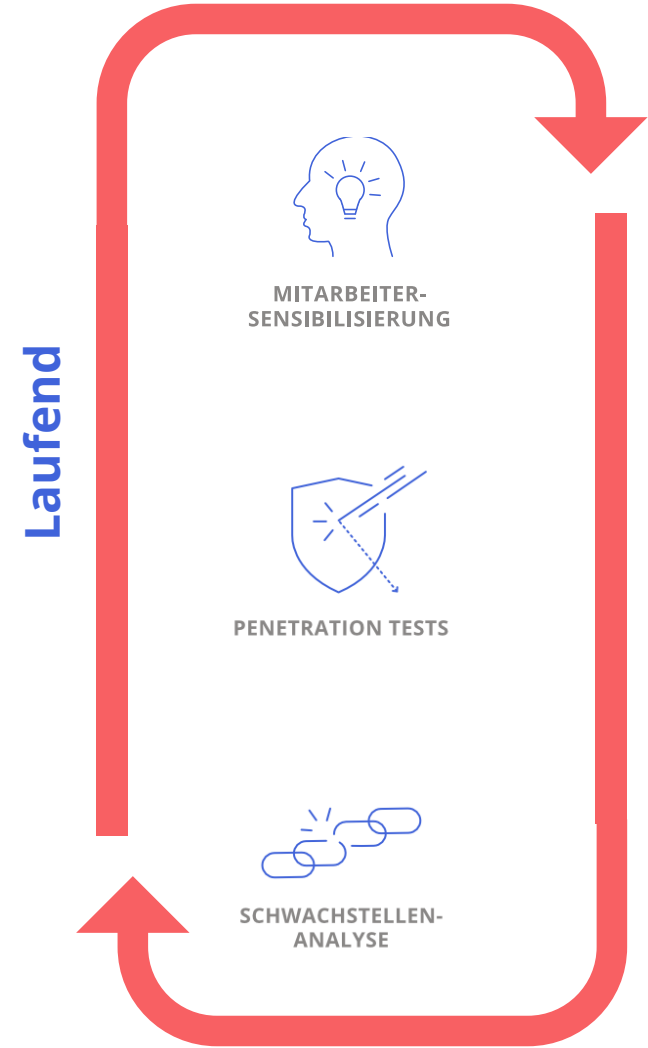 Laufend
MITARBEITER-
SENSIBILISIERUNG
PENETRATION TESTS
SCHWACHSTELLEN-
ANALYSE